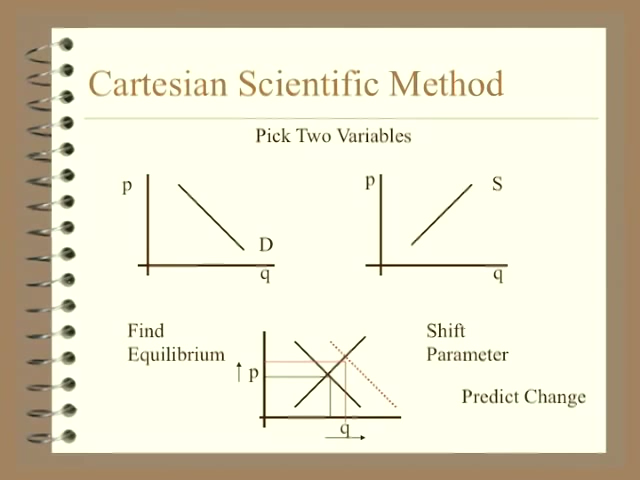 Cartesian Scientific Method
Pick Two Variables
p
D
q
p
S
q
Find
Equilibrium
p
q
Shift
Parameter
Predict Change